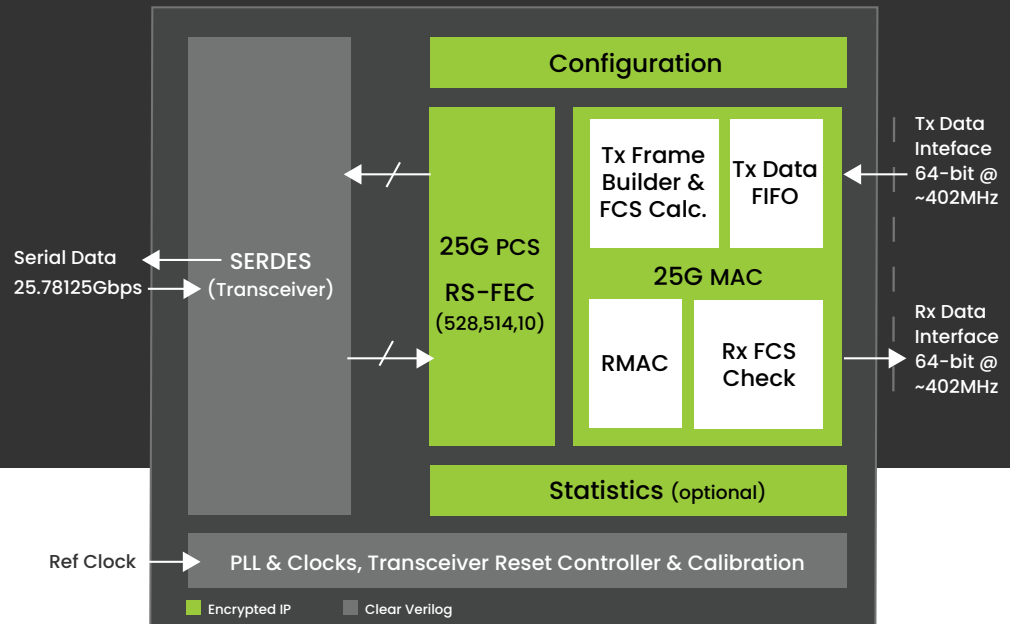 Configuration
Tx Frame
Builder &
FCS Calc.
Tx Data
FIFO
Tx Data
Inteface
64-bit @
~402MHz
25G PCS
RS-FEC
(528,514,10)
25G MAC
Serial Data
25.78125Gbps
SERDES
(Transceiver)
RMAC
Rx FCS
Check
Rx Data
Interface
64-bit @
~402MHz
Statistics (optional)
Ref Clock
PLL & Clocks, Transceiver Reset Controller & Calibration
Encrypted IP
Clear Verilog